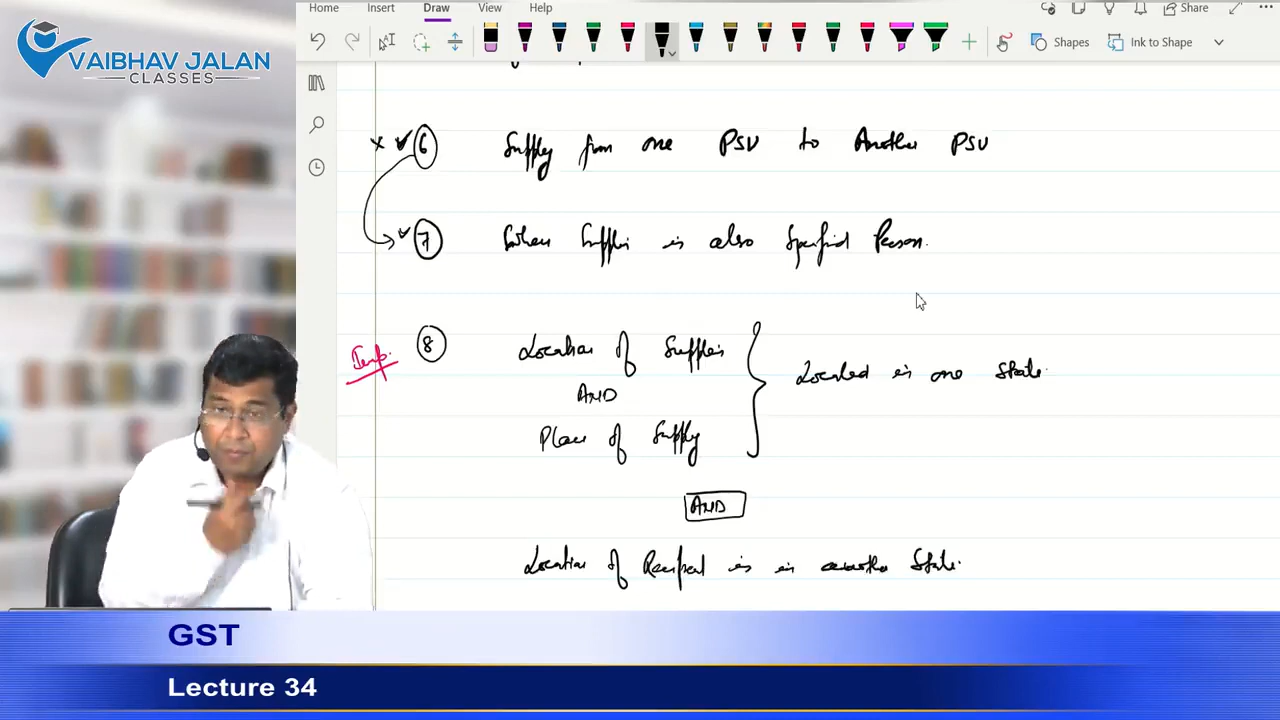 Home Insert Draw View Help Share
VAIBHAV JALAN
CLASSES
Shapes Ink to Shape
x ✓ 6 Supply from one PSU to Another PSU
✓ 7 When Supplier is also Specified Person.
Imp. 8 Location of Supplier
AND
Located in one State.
Place of Supply
AND
Location of Recipient is in another State.
GST
Lecture 34